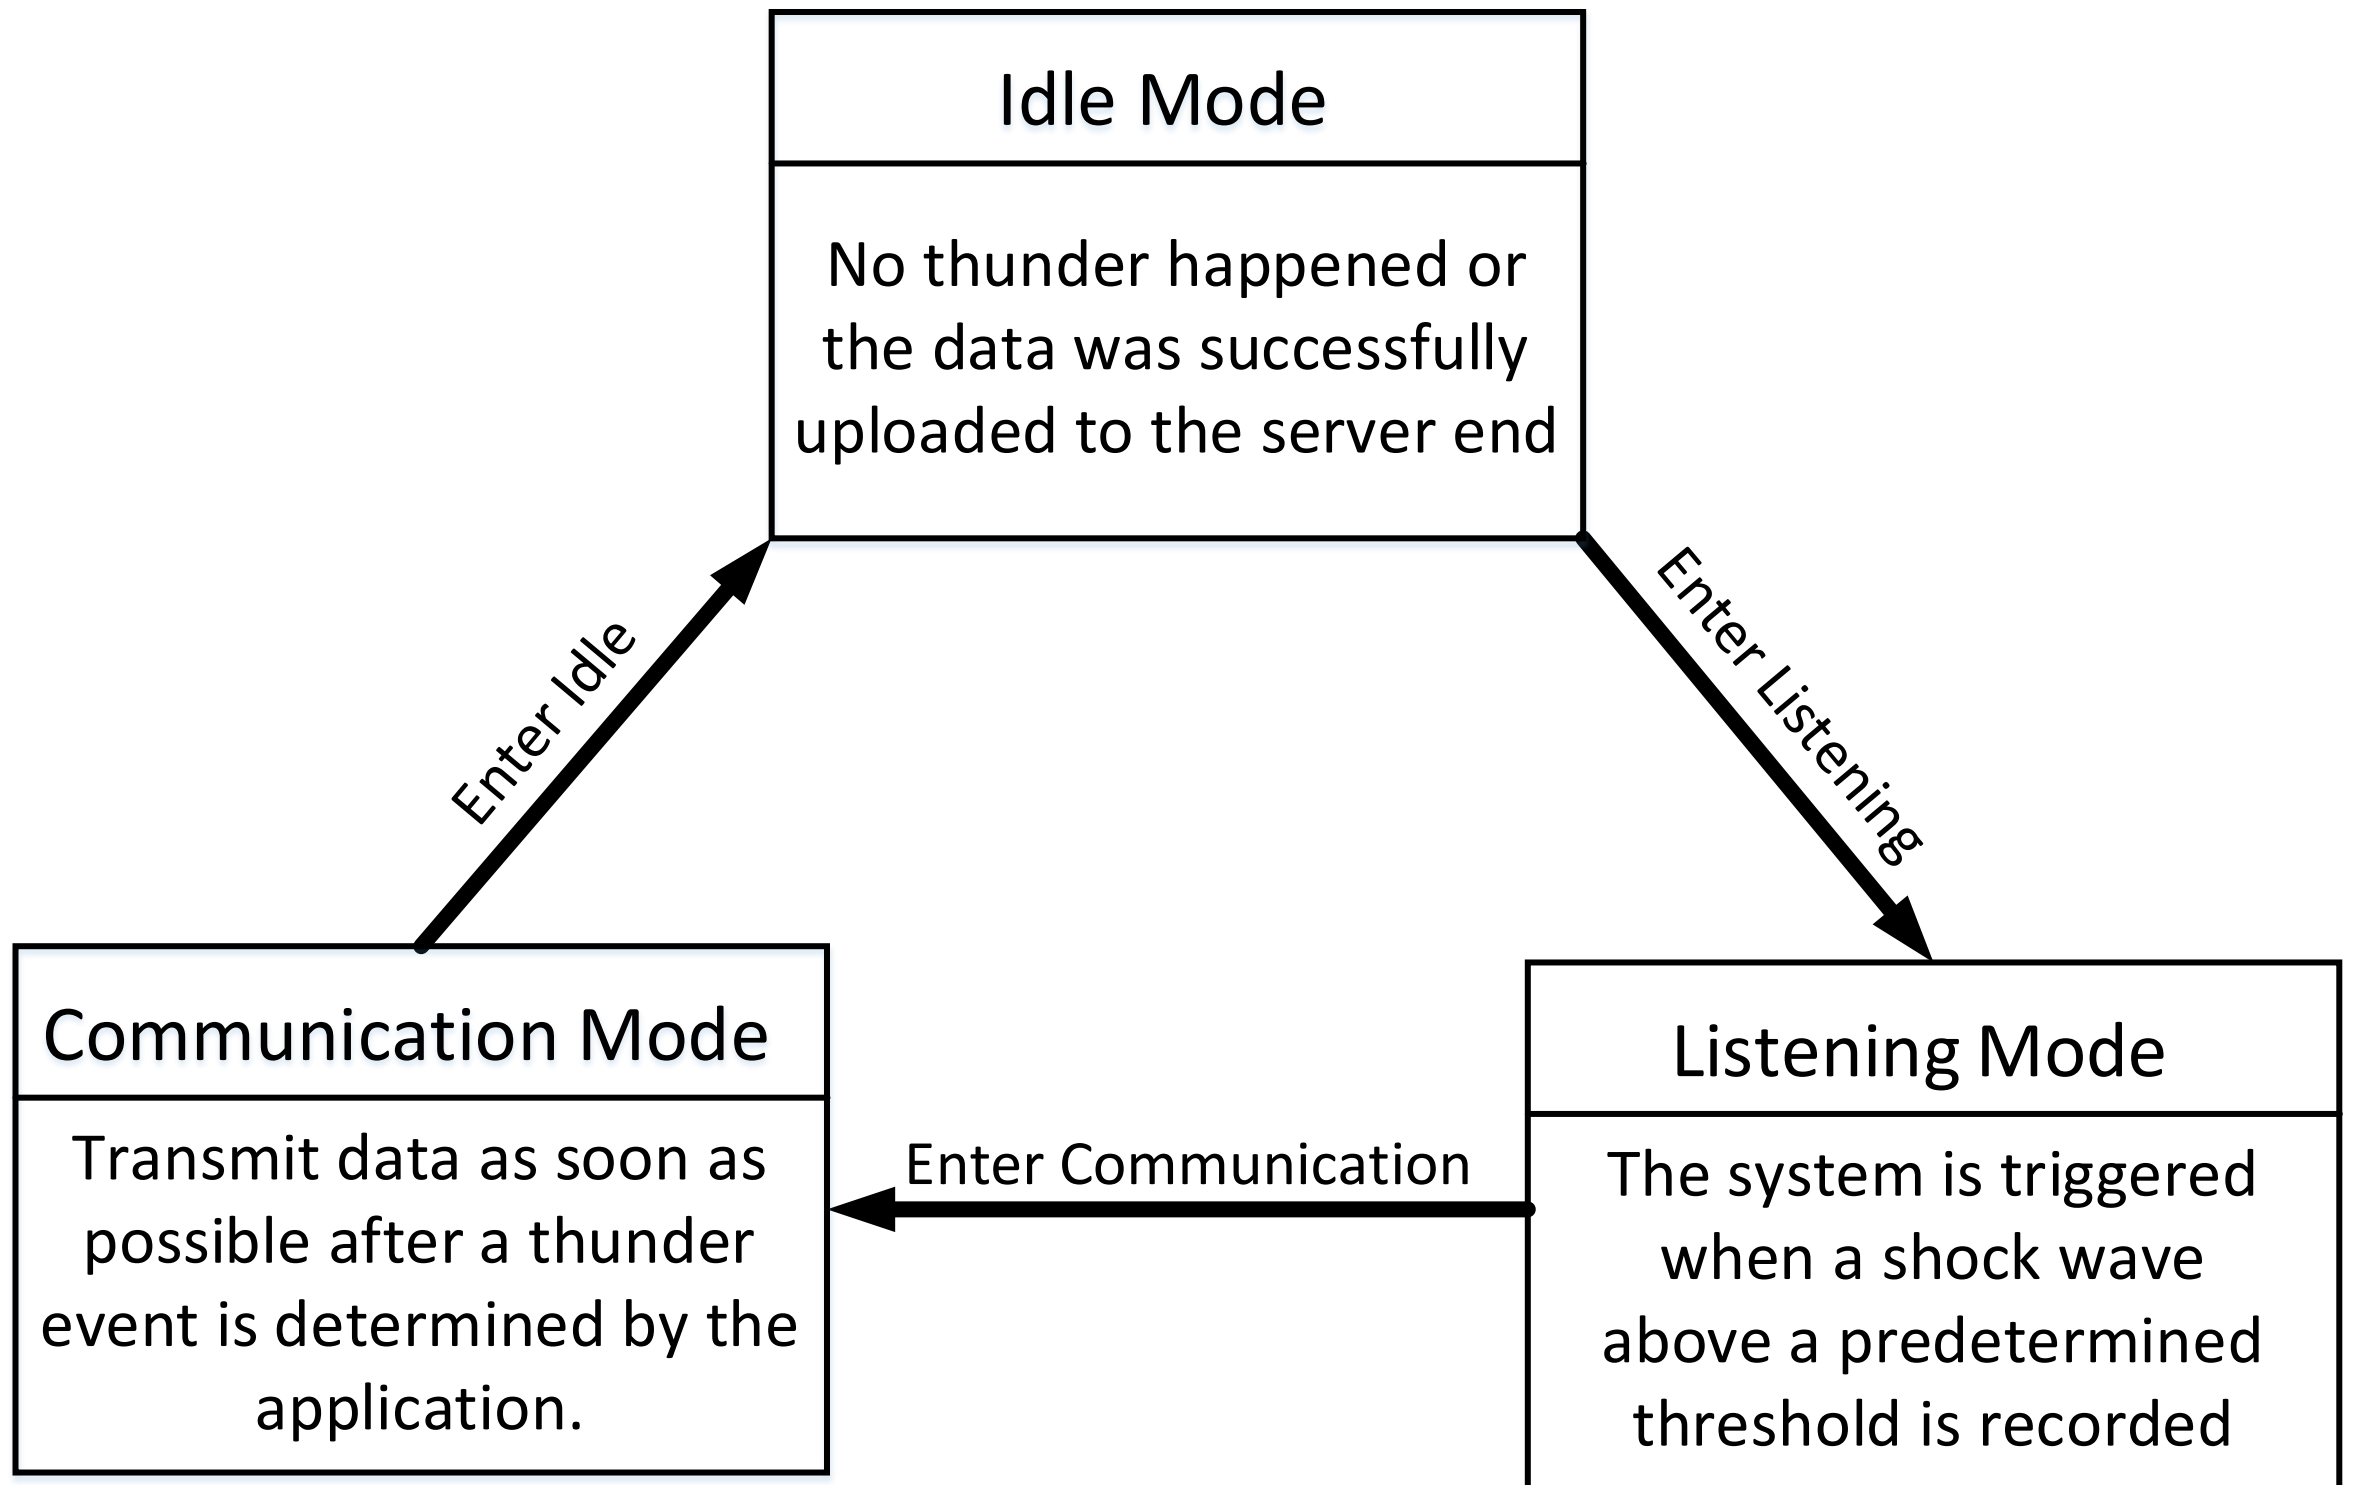 Idle Mode
No thunder happened or
the data was successfully
uploaded to the server end
Enter Idle
Enter Listening
Communication Mode
Transmit data as soon as
possible after a thunder
event is determined by the
application.
Enter Communication
Listening Mode
The system is triggered
when a shock wave
above a predetermined
threshold is recorded